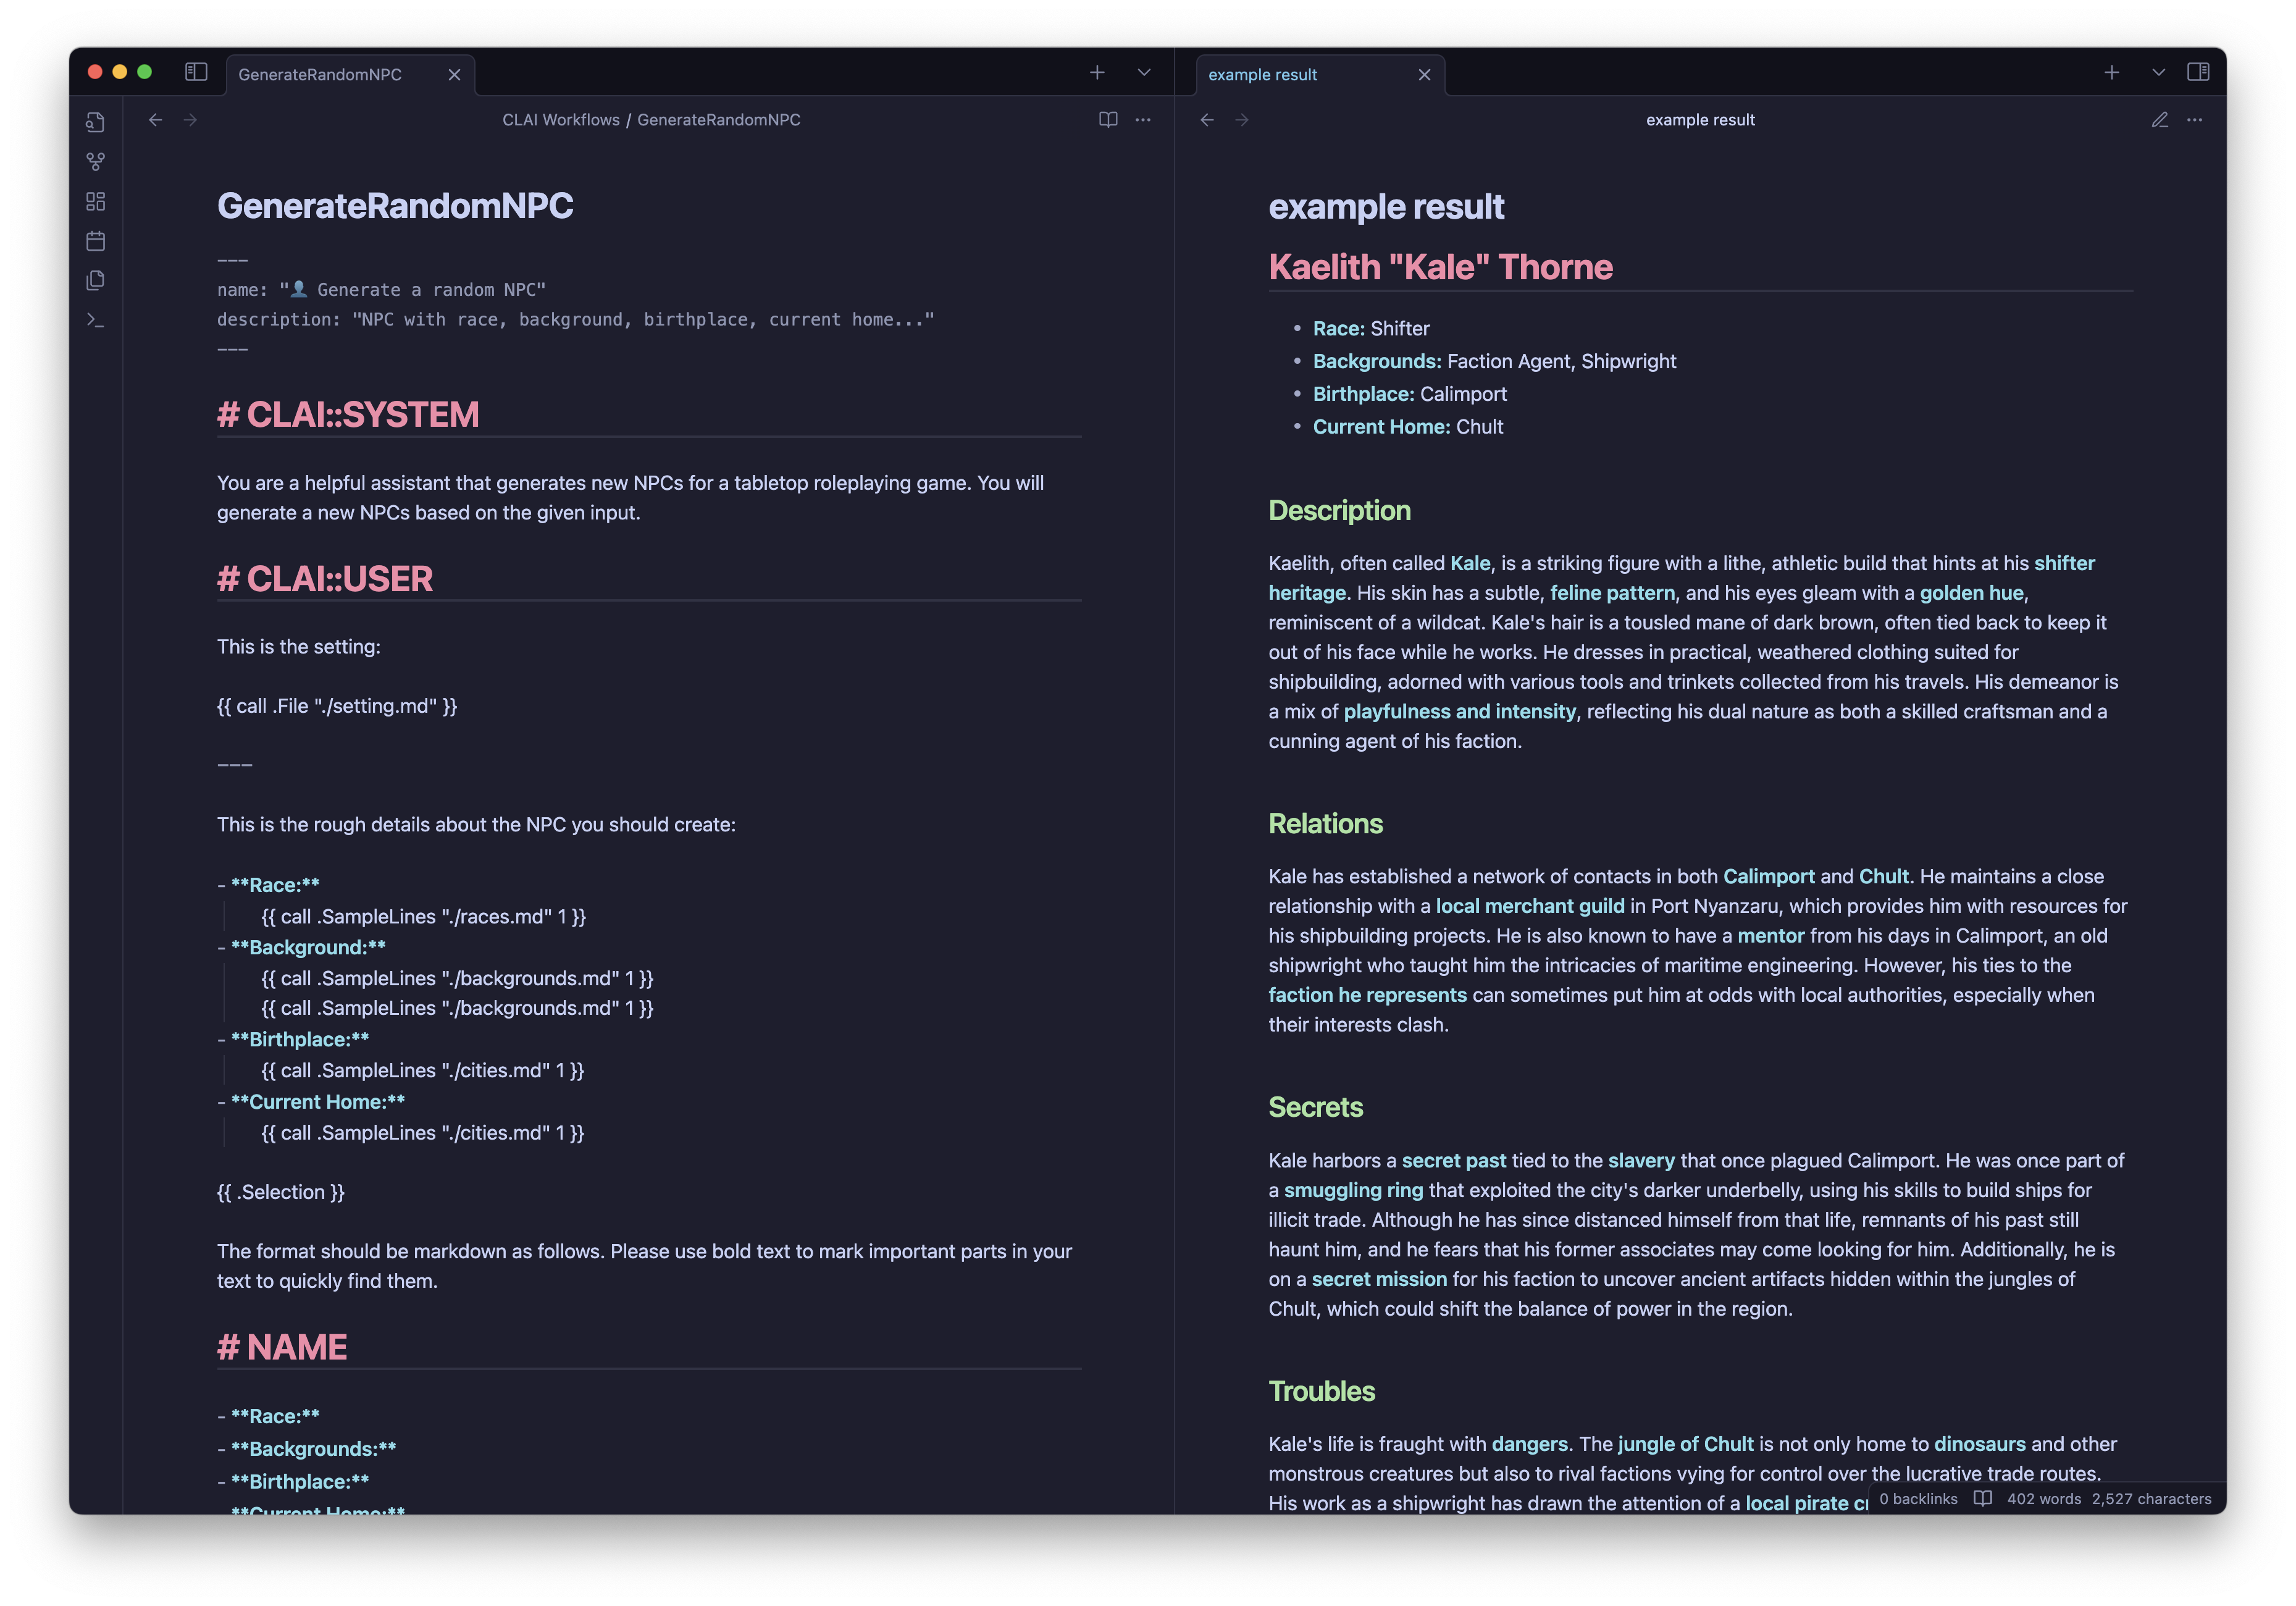 GenerateRandomNPC
example result
CLAI Workflows / GenerateRandomNPC
GenerateRandomNPC
---
name: "👤 Generate a random NPC"
description: "NPC with race, background, birthplace, current home..."
---
# CLAI::SYSTEM
You are a helpful assistant that generates new NPCs for a tabletop roleplaying game. You will
generate a new NPCs based on the given input.
# CLAI::USER
This is the setting:
{{ call .File "./setting.md" }}
---
This is the rough details about the NPC you should create:
- **Race:**
{{ call .SampleLines "./races.md" 1 }}
- **Background:**
{{ call .SampleLines "./backgrounds.md" 1 }}
{{ call .SampleLines "./backgrounds.md" 1 }}
- **Birthplace:**
{{ call .SampleLines "./cities.md" 1 }}
- **Current Home:**
{{ call .SampleLines "./cities.md" 1 }}
{{ .Selection }}
The format should be markdown as follows. Please use bold text to mark important parts in your
text to quickly find them.
# NAME
- **Race:**
- **Backgrounds:**
- **Birthplace:**
**Current Home:**
example result
example result
Kaelith "Kale" Thorne
• Race: Shifter
• Backgrounds: Faction Agent, Shipwright
• Birthplace: Calimport
• Current Home: Chult
Description
Kaelith, often called Kale, is a striking figure with a lithe, athletic build that hints at his shifter
heritage. His skin has a subtle, feline pattern, and his eyes gleam with a golden hue,
reminiscent of a wildcat. Kale's hair is a tousled mane of dark brown, often tied back to keep it
out of his face while he works. He dresses in practical, weathered clothing suited for
shipbuilding, adorned with various tools and trinkets collected from his travels. His demeanor is
a mix of playfulness and intensity, reflecting his dual nature as both a skilled craftsman and a
cunning agent of his faction.
Relations
Kale has established a network of contacts in both Calimport and Chult. He maintains a close
relationship with a local merchant guild in Port Nyanzaru, which provides him with resources for
his shipbuilding projects. He is also known to have a mentor from his days in Calimport, an old
shipwright who taught him the intricacies of maritime engineering. However, his ties to the
faction he represents can sometimes put him at odds with local authorities, especially when
their interests clash.
Secrets
Kale harbors a secret past tied to the slavery that once plagued Calimport. He was once part of
a smuggling ring that exploited the city's darker underbelly, using his skills to build ships for
illicit trade. Although he has since distanced himself from that life, remnants of his past still
haunt him, and he fears that his former associates may come looking for him. Additionally, he is
on a secret mission for his faction to uncover ancient artifacts hidden within the jungles of
Chult, which could shift the balance of power in the region.
Troubles
Kale's life is fraught with dangers. The jungle of Chult is not only home to dinosaurs and other
monstrous creatures but also to rival factions vying for control over the lucrative trade routes.
His work as a shipwright has drawn the attention of a local pirate
0 backlinks 402 words 2,527 characters